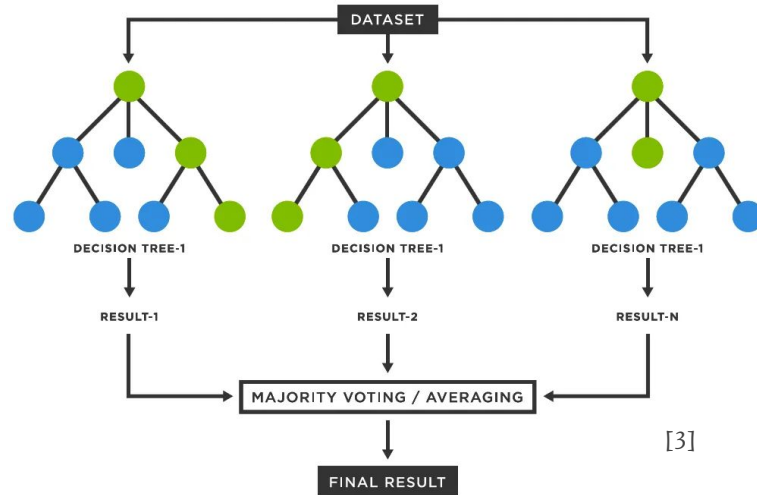 DATASET
DECISION TREE-1
DECISION TREE-1
DECISION TREE-1
RESULT-1
RESULT-2
RESULT-N
MAJORITY VOTING / AVERAGING
[3]
FINAL RESULT